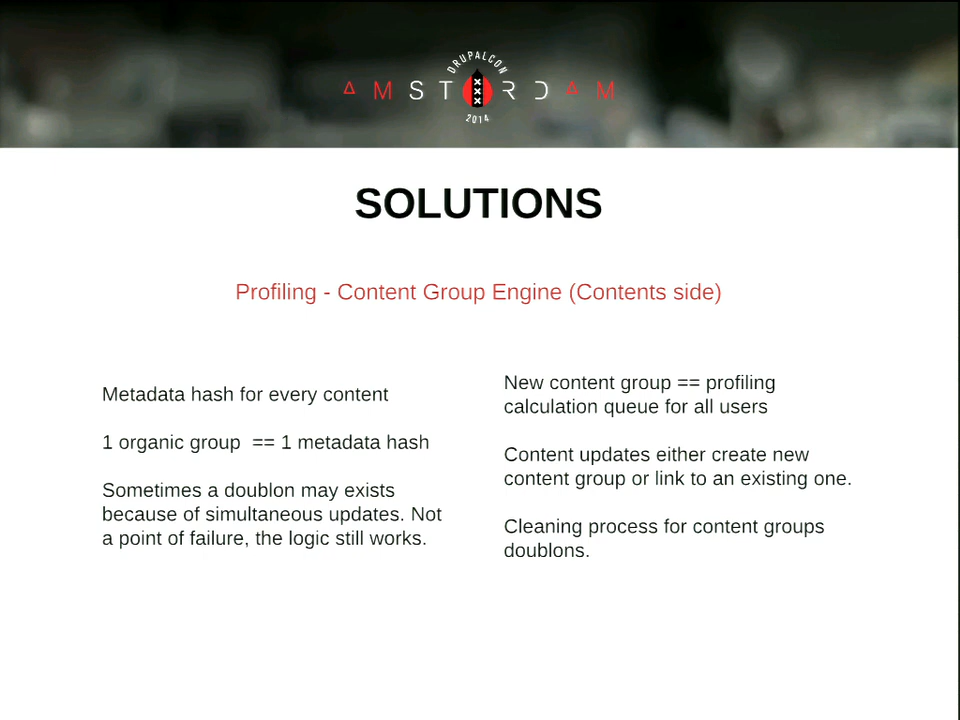 DRUPALCON
AMSTERDAM
2014
SOLUTIONS
Profiling - Content Group Engine (Contents side)
Metadata hash for every content
1 organic group == 1 metadata hash
Sometimes a doublon may exists
because of simultaneous updates. Not
a point of failure, the logic still works.
New content group == profiling
calculation queue for all users
Content updates either create new
content group or link to an existing one.
Cleaning process for content groups
doublons.